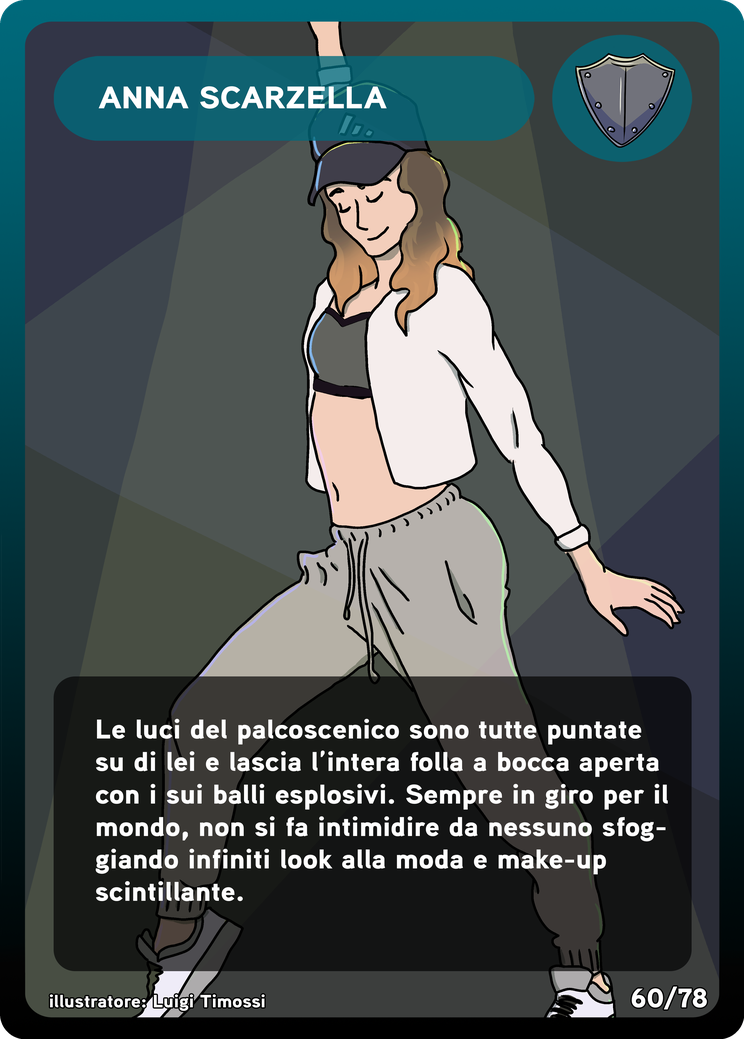 ANNA SCARZELLA
Le luci del palcoscenico sono tutte puntate
su di lei e lascia l'intera folla a bocca aperta
con i sui balli esplosivi. Sempre in giro per il
mondo, non si fa intimidire da nessuno sfog-
giando infiniti look alla moda e make-up
scintillante.
illustratore: Luigi Timossi
60/78